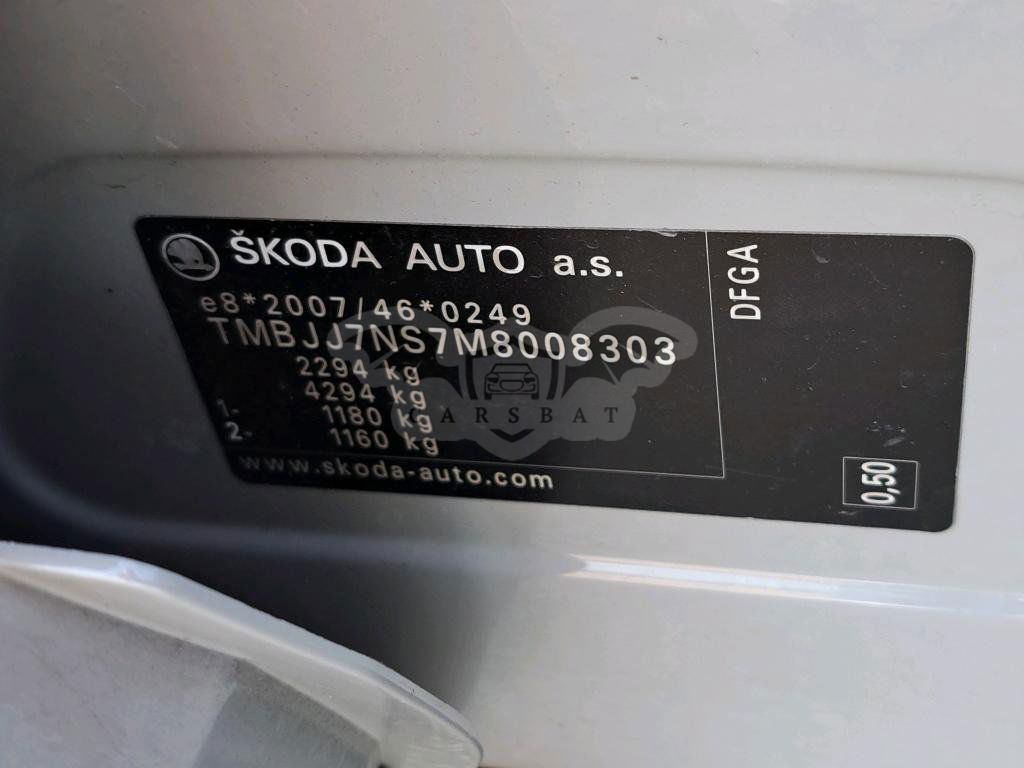 ŠKODA AUTO a.s.
e8*2007/46*0249
TMBJJ7NS7M8008303
2294 kg
4294 kg
1- 1180 kg
2- 1160 kg
www.skoda-auto.com
DFGA
0,50
CARSBAT